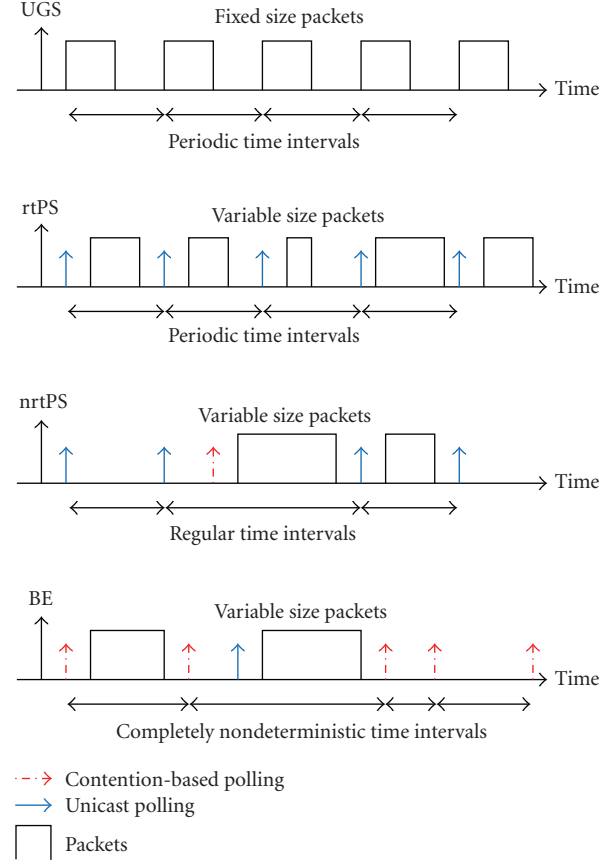 UGS
Fixed size packets
Time
Periodic time intervals
rtPS
Variable size packets
Time
Periodic time intervals
nrtPS
Variable size packets
Time
Regular time intervals
BE
Variable size packets
Time
Completely nondeterministic time intervals
Contention-based polling
Unicast polling
Packets